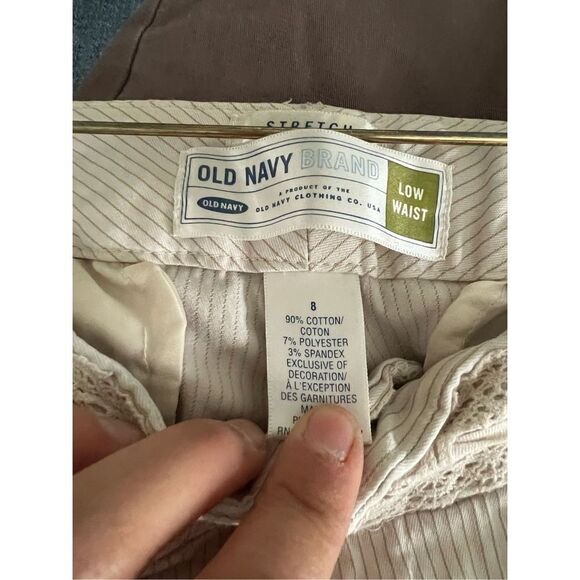 STRETCH
OLD NAVY BRAND
A PRODUCT OF THE
OLD NAVY OLD NAVY CLOTHING CO. USA
LOW
WAIST
8
90% COTTON/
COTON
7% POLYESTER
3% SPANDEX
EXCLUSIVE OF
DECORATION/
À L'EXCEPTION
DES GARNITURES
RN